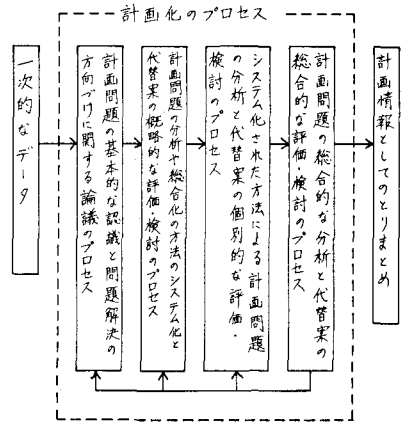 計画化のプロセス
一次的なデータ
計画問題の基本的な認識と問題解決の
方向づけに関する論議のプロセス
計画問題の分析や総合化の方法のシステム化と
代替案の概略的な評価・検討のプロセス
システム化された方法による計画問題
の分析と代替案の個別的な評価・
検討のプロセス
計画問題の総合的な分析と代替案の
総合的な評価・検討のプロセス
計画情報としてのとりまとめ